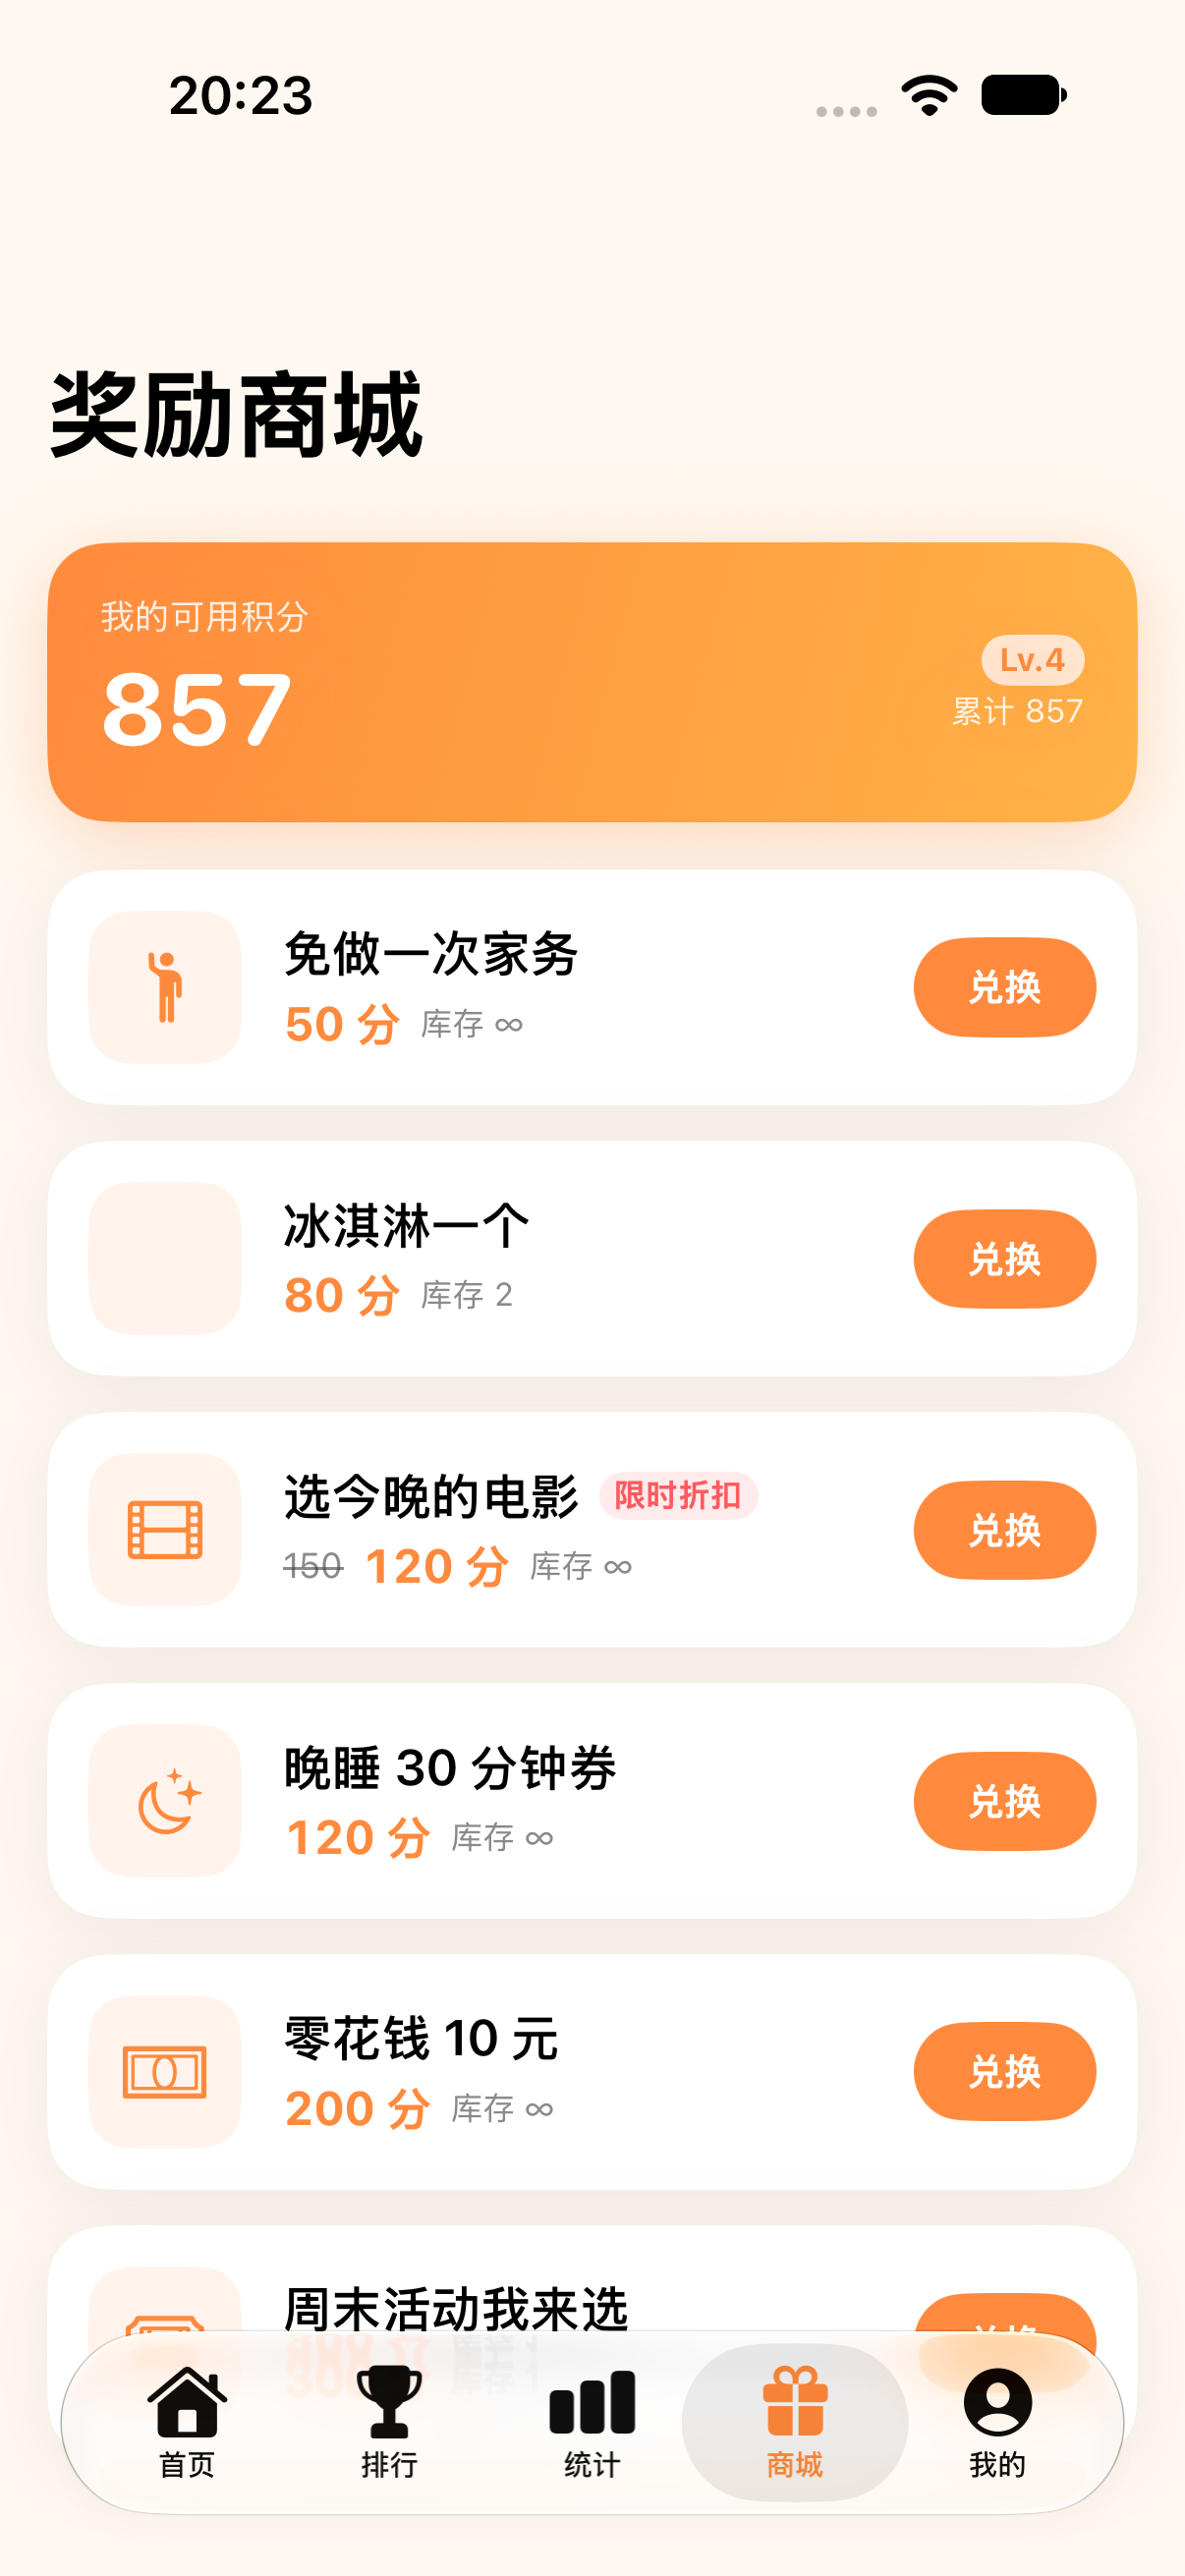 20:23
奖励商城
我的可用积分
857
Lv.4
累计 857
免做一次家务
50 分 库存 ∞
兑换
冰淇淋一个
80 分 库存 2
兑换
选今晚的电影 限时折扣
150 120 分 库存 ∞
兑换
晚睡 30 分钟券
120 分 库存 ∞
兑换
零花钱 10 元
200 分 库存 ∞
兑换
周末活动我来选
首页 排行 统计 商城 我的